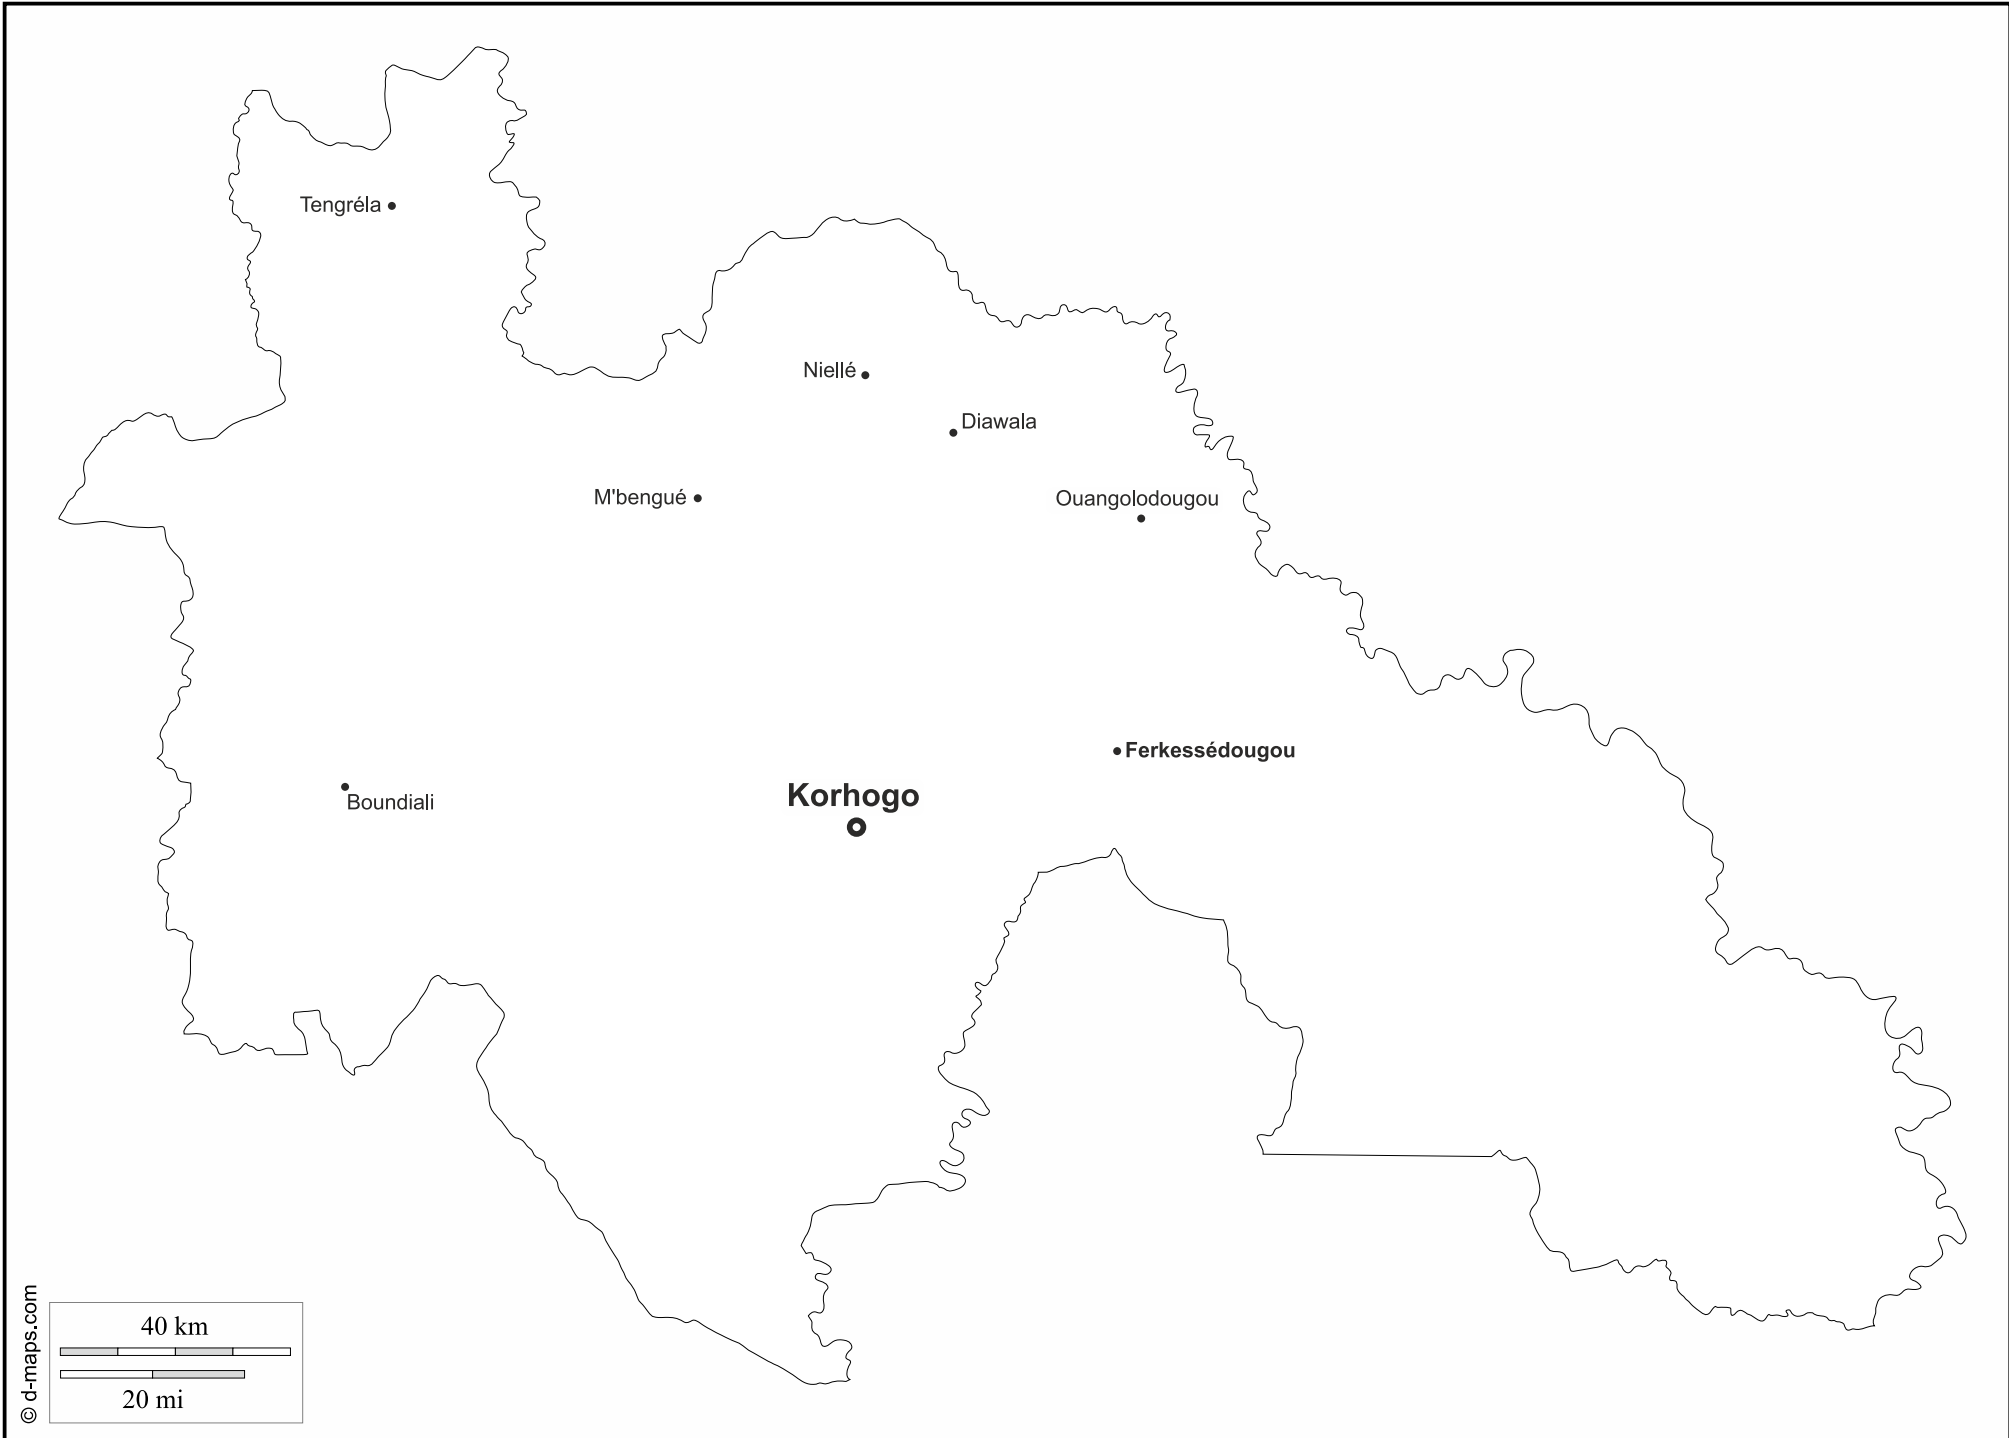 Tengréla
Niellé
Diawala
M'bengué
Ouangolodougou
Ferkessédougou
Korhogo
Boundiali
40 km
20 mi
© d-maps.com